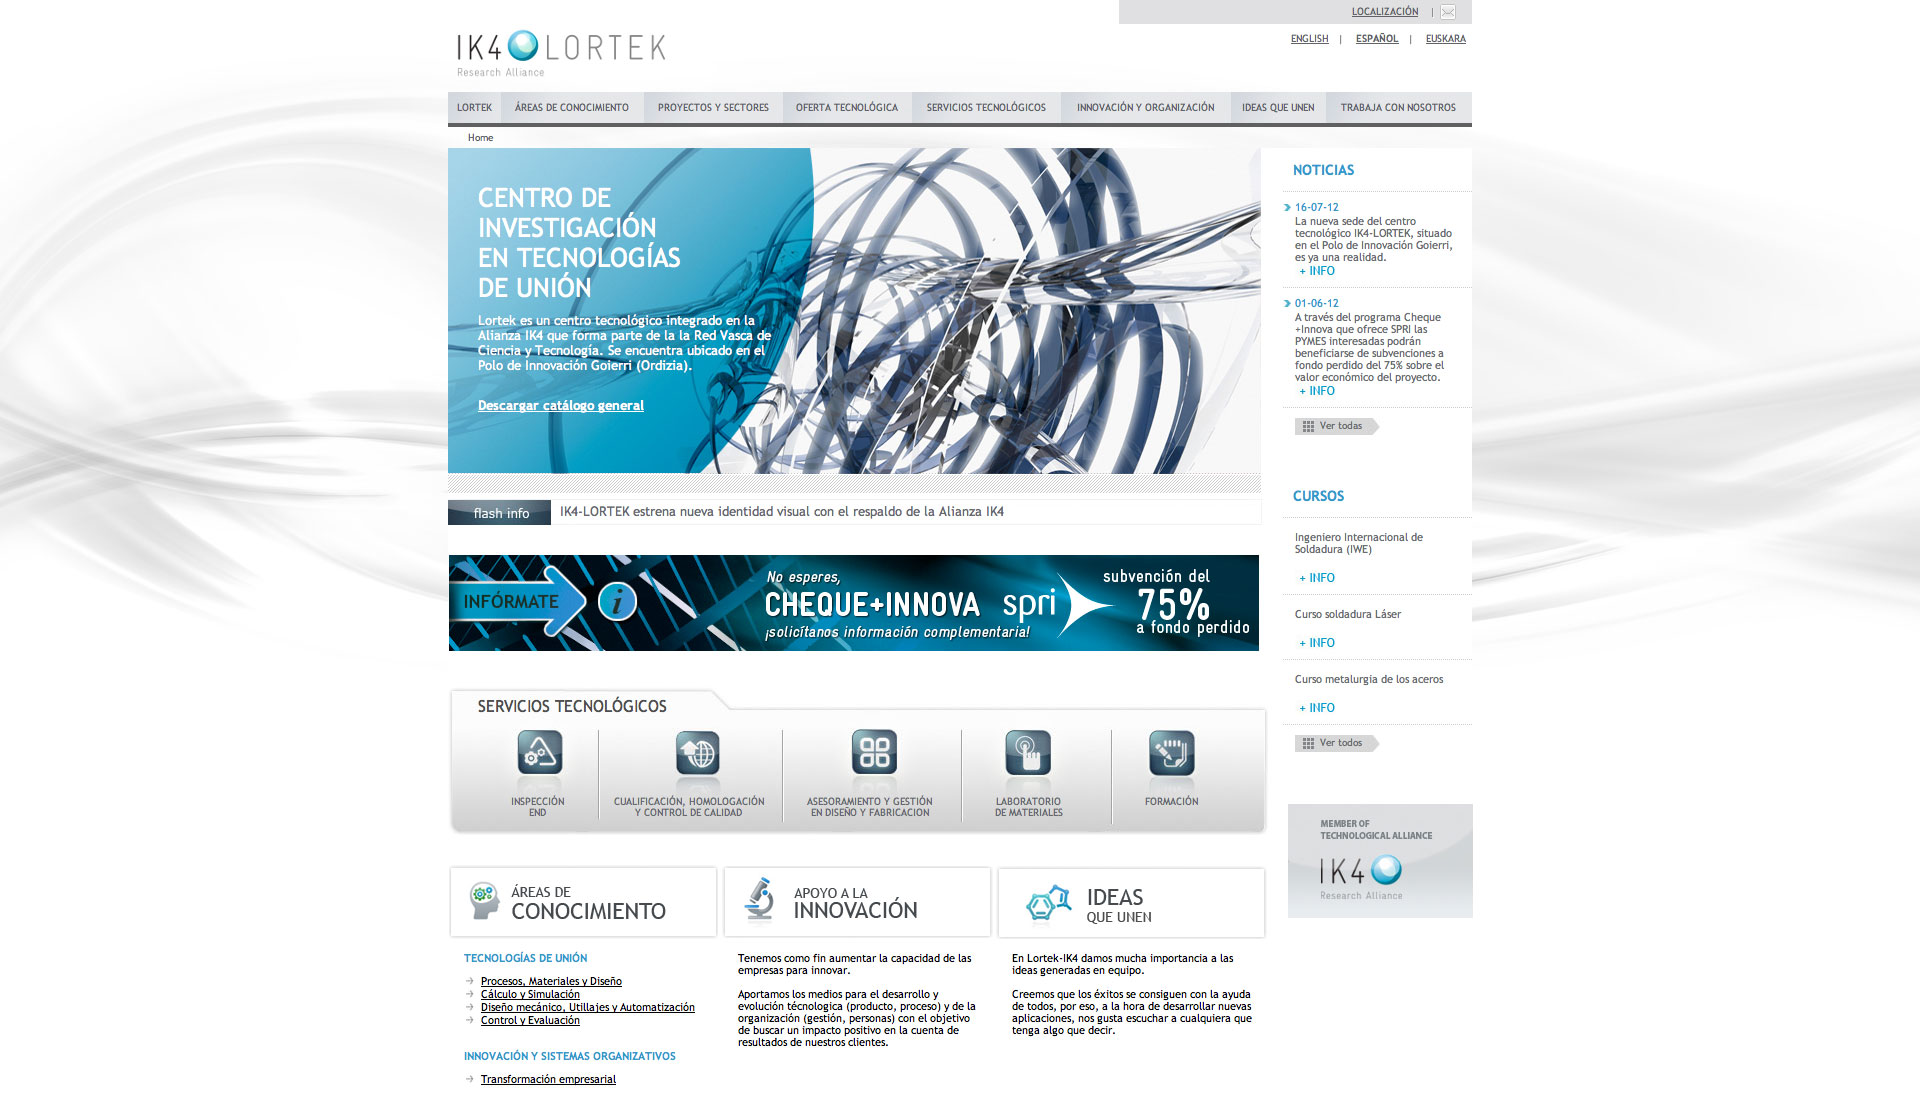 LOCALIZACIÓN |
IK4 LORTEK
Research Alliance
ENGLISH | ESPAÑOL | EUSKARA
LORTEK ÁREAS DE CONOCIMIENTO PROYECTOS Y SECTORES OFERTA TECNOLÓGICA SERVICIOS TECNOLÓGICOS INNOVACIÓN Y ORGANIZACIÓN IDEAS QUE UNEN TRABAJA CON NOSOTROS
Home
CENTRO DE
INVESTIGACIÓN
EN TECNOLOGÍAS
DE UNIÓN
Lortek es un centro tecnológico integrado en la
Alianza IK4 que forma parte de la la Red Vasca de
Ciencia y Tecnología. Se encuentra ubicado en el
Polo de Innovación Goierri (Ordizia).
Descargar catálogo general
flash info
IK4-LORTEK estrena nueva identidad visual con el respaldo de la Alianza IK4
INFÓRMATE
i
No esperes,
CHEQUE+INNOVA
¡solicítanos información complementaria!
spri
subvención del
75%
a fondo perdido
NOTICIAS
16-07-12
La nueva sede del centro
tecnológico IK4-LORTEK, situado
en el Polo de Innovación Goierri,
es ya una realidad.
+ INFO
01-06-12
A través del programa Cheque
+Innova que ofrece SPRI las
PYMES interesadas podrán
beneficiarse de subvenciones a
fondo perdido del 75% sobre el
valor económico del proyecto.
+ INFO
Ver todas
CURSOS
Ingeniero Internacional de
Soldadura (IWE)
+ INFO
Curso soldadura Láser
+ INFO
Curso metalurgia de los aceros
+ INFO
Ver todos
MEMBER OF
TECHNOLOGICAL ALLIANCE
IK4
Research Alliance
SERVICIOS TECNOLÓGICOS
INSPECCIÓN
END
CUALIFICACIÓN, HOMOLOGACIÓN
Y CONTROL DE CALIDAD
ASESORAMIENTO Y GESTIÓN
EN DISEÑO Y FABRICACION
LABORATORIO
DE MATERIALES
FORMACIÓN
ÁREAS DE
CONOCIMIENTO
TECNOLOGÍAS DE UNIÓN
Procesos, Materiales y Diseño
Cálculo y Simulación
Diseño mecánico, Utillajes y Automatización
Control y Evaluación
INNOVACIÓN Y SISTEMAS ORGANIZATIVOS
Transformación empresarial
APOYO A LA
INNOVACIÓN
Tenemos como fin aumentar la capacidad de las
empresas para innovar.
Aportamos los medios para el desarrollo y
evolución técnologica (producto, proceso) y de la
organización (gestión, personas) con el objetivo
de buscar un impacto positivo en la cuenta de
resultados de nuestros clientes.
IDEAS
QUE UNEN
En Lortek-IK4 damos mucha importancia a las
ideas generadas en equipo.
Creemos que los éxitos se consiguen con la ayuda
de todos, por eso, a la hora de desarrollar nuevas
aplicaciones, nos gusta escuchar a cualquiera que
tenga algo que decir.